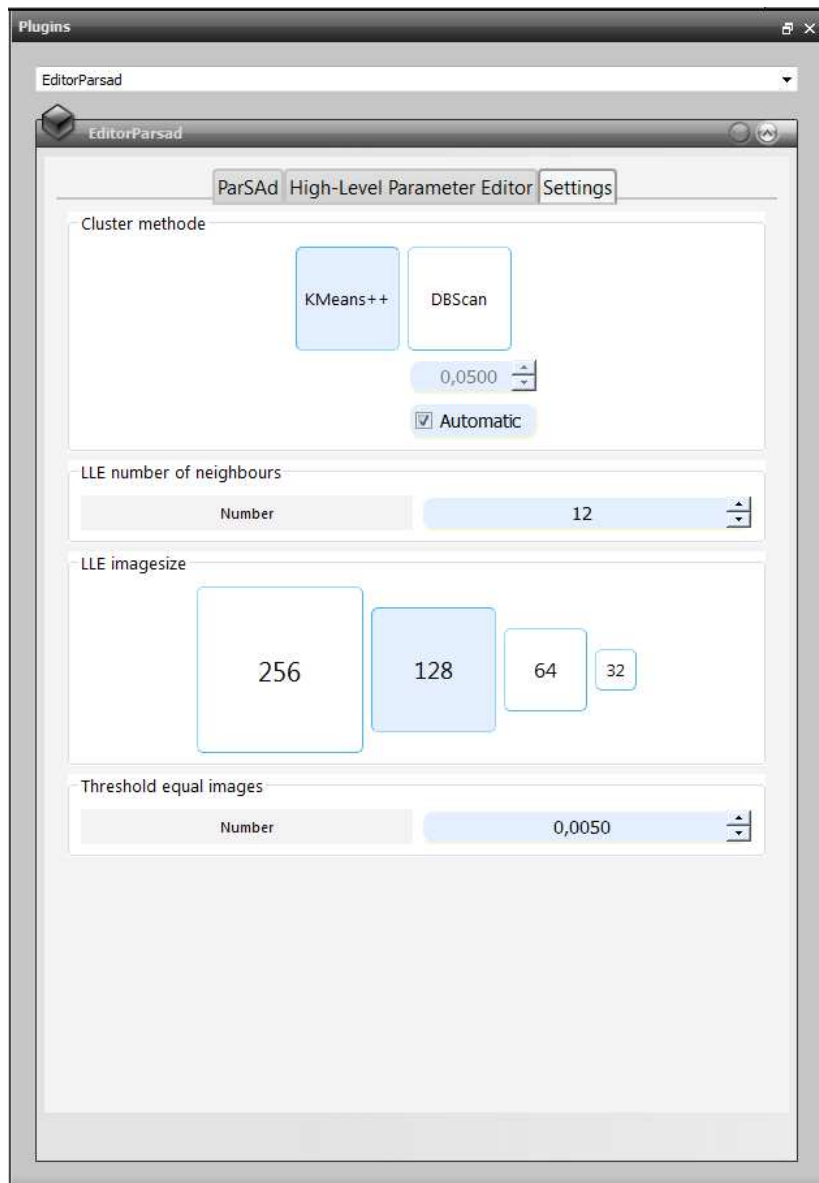 Plugins
EditorParsad
EditorParsad
ParSAd High-Level Parameter Editor Settings
Cluster methode
KMeans++ DBScan
0,0500
Automatic
LLE number of neighbours
Number 12
LLE imagesize
256 128 64 32
Threshold equal images
Number 0,0050